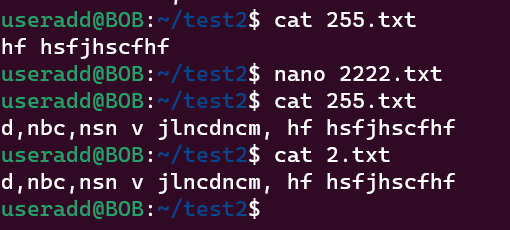 useradd@BOB:~/test2$ cat 255.txt
hf hsfjhscfhf
useradd@BOB:~/test2$ nano 2222.txt
useradd@BOB:~/test2$ cat 255.txt
d,nbc,nsn v jlncdncm, hf hsfjhscfhf
useradd@BOB:~/test2$ cat 2.txt
d,nbc,nsn v jlncdncm, hf hsfjhscfhf
useradd@BOB:~/test2$